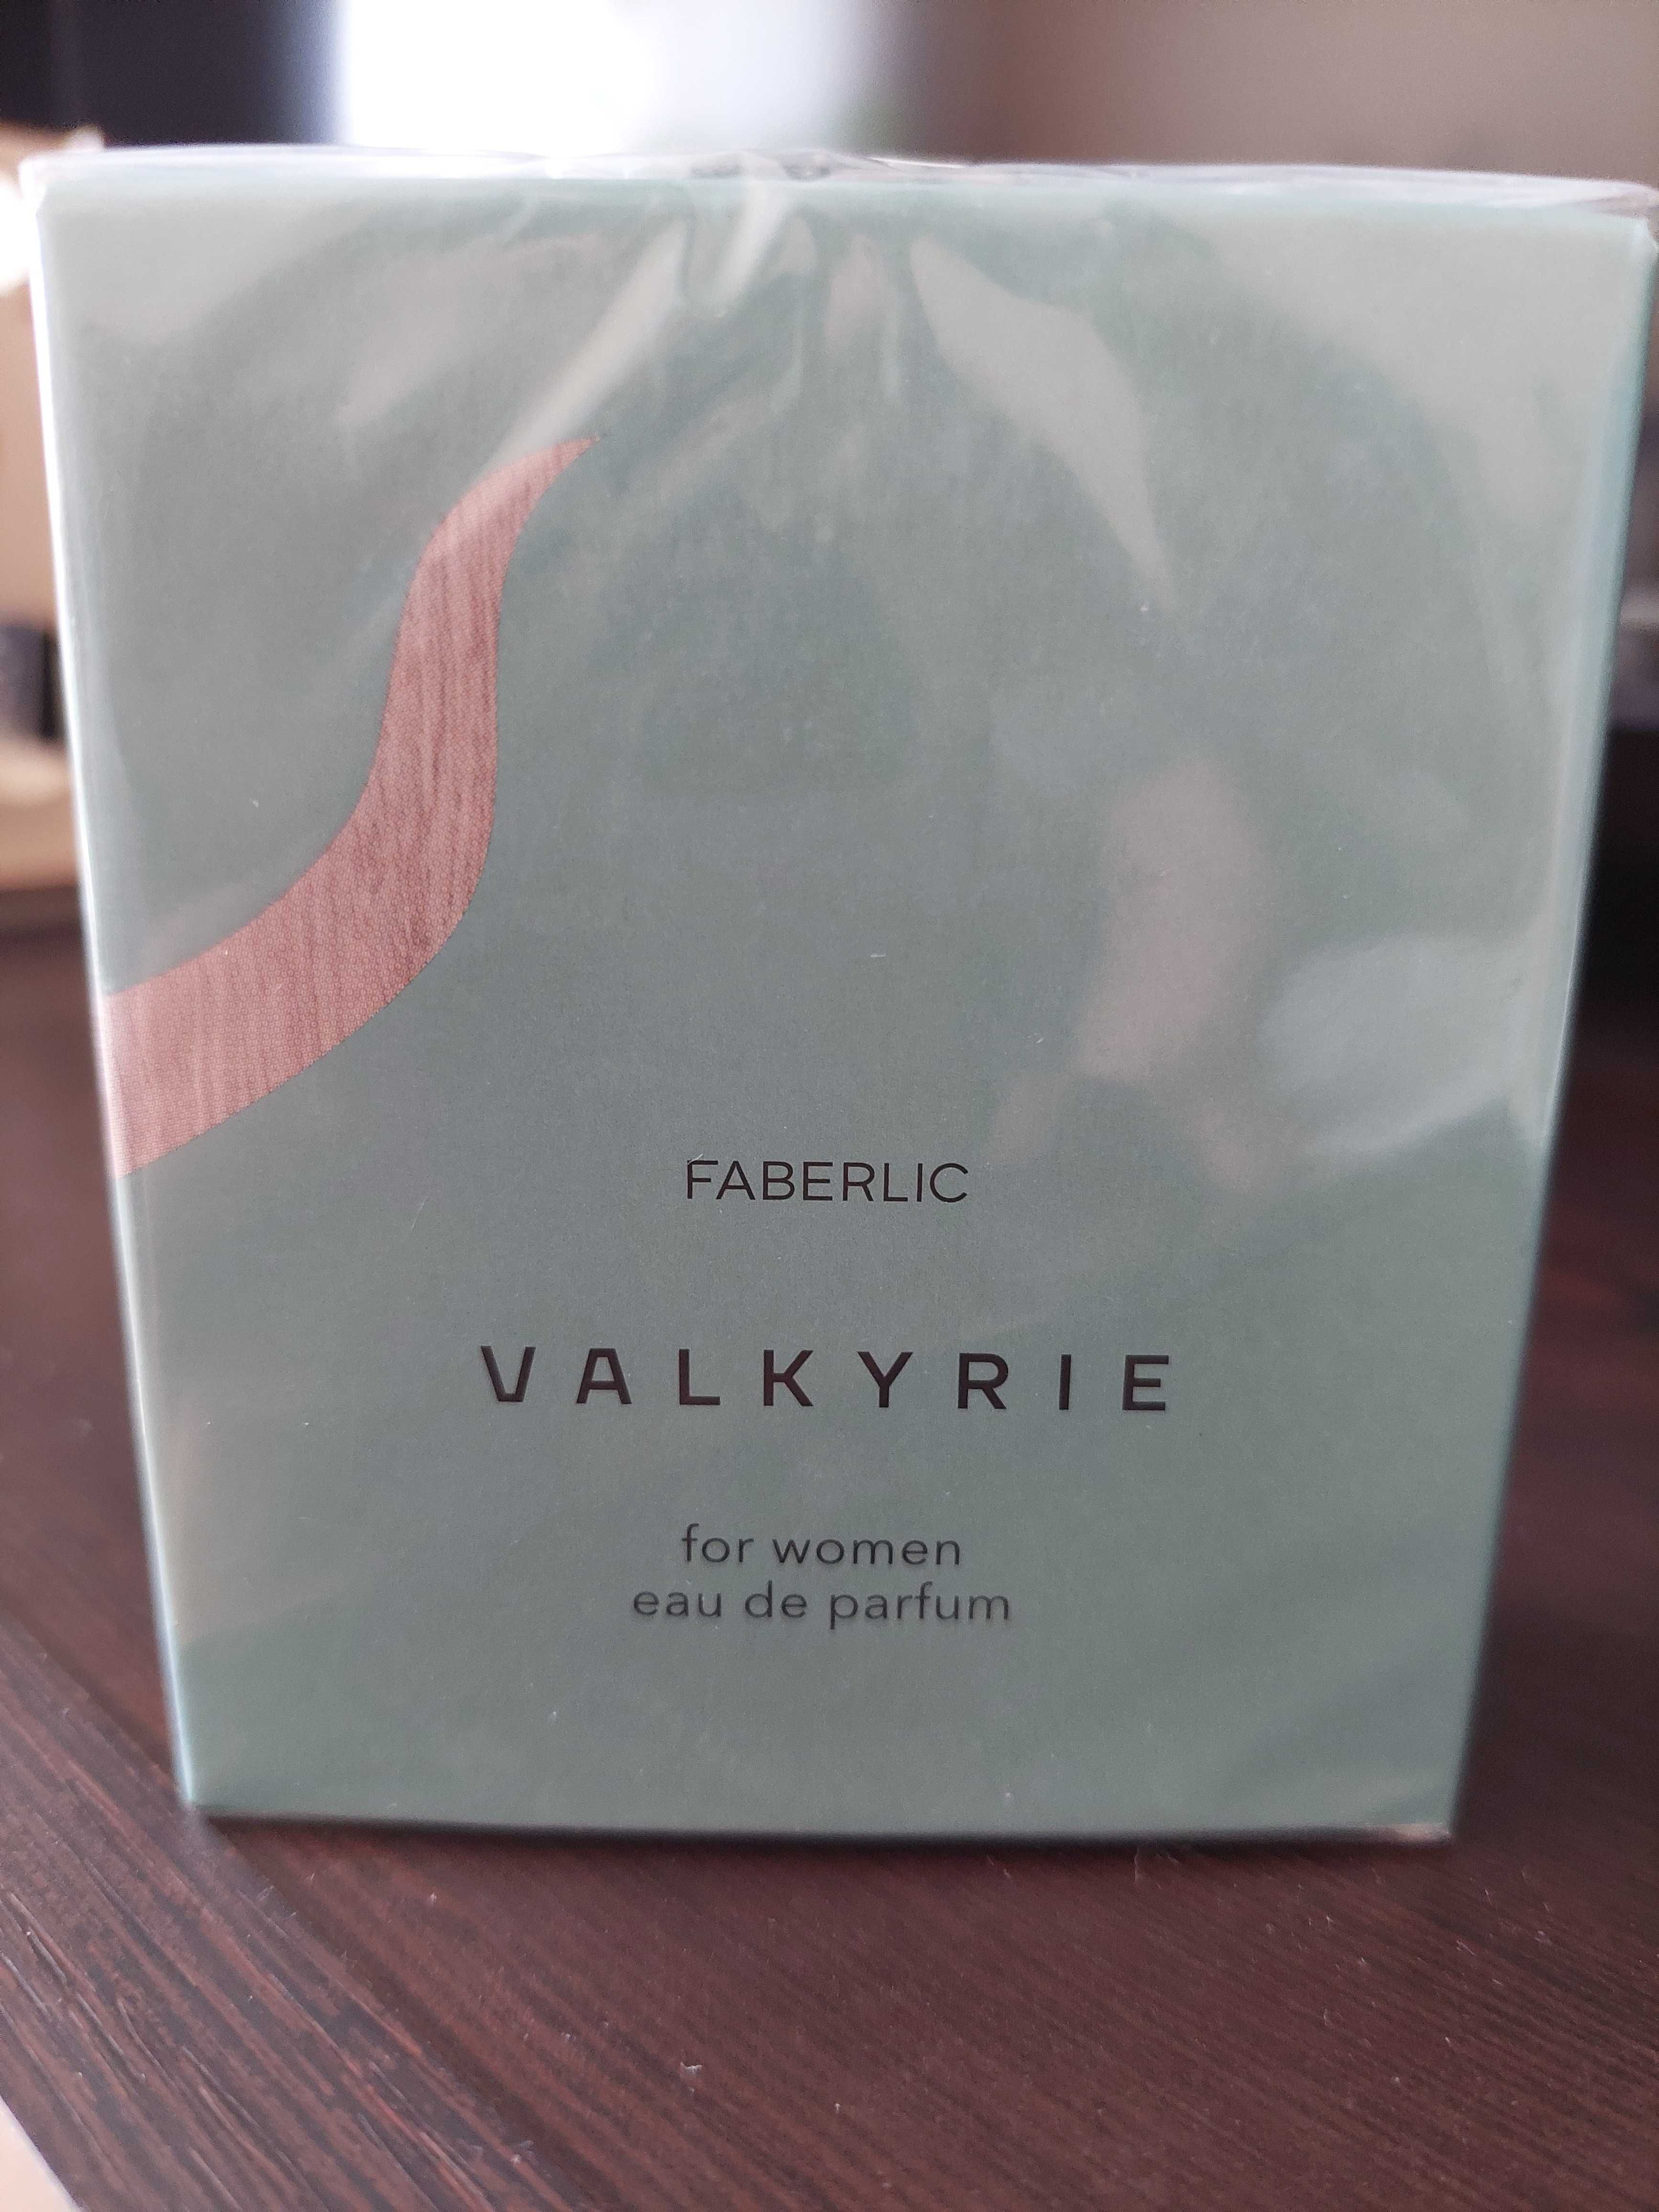 FABERLIC
VALKYRIE
for women
eau de parfum